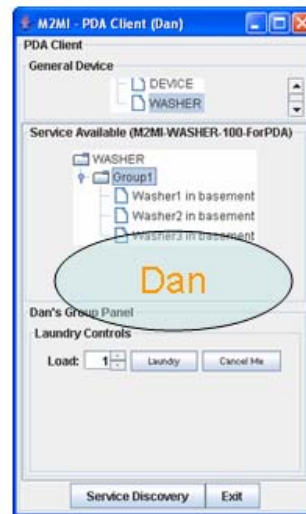 M2MI - PDA Client (Dan)
PDA Client
General Device
DEVICE
WASHER
Service Available (M2MI-WASHER-100-ForPDA)
WASHER
Group1
Washer1 in basement
Washer2 in basement
Washer3 in basement
Dan
Dan's Group Panel
Laundry Controls
Load: 1 Laundry Cancel Me
Service Discovery Exit